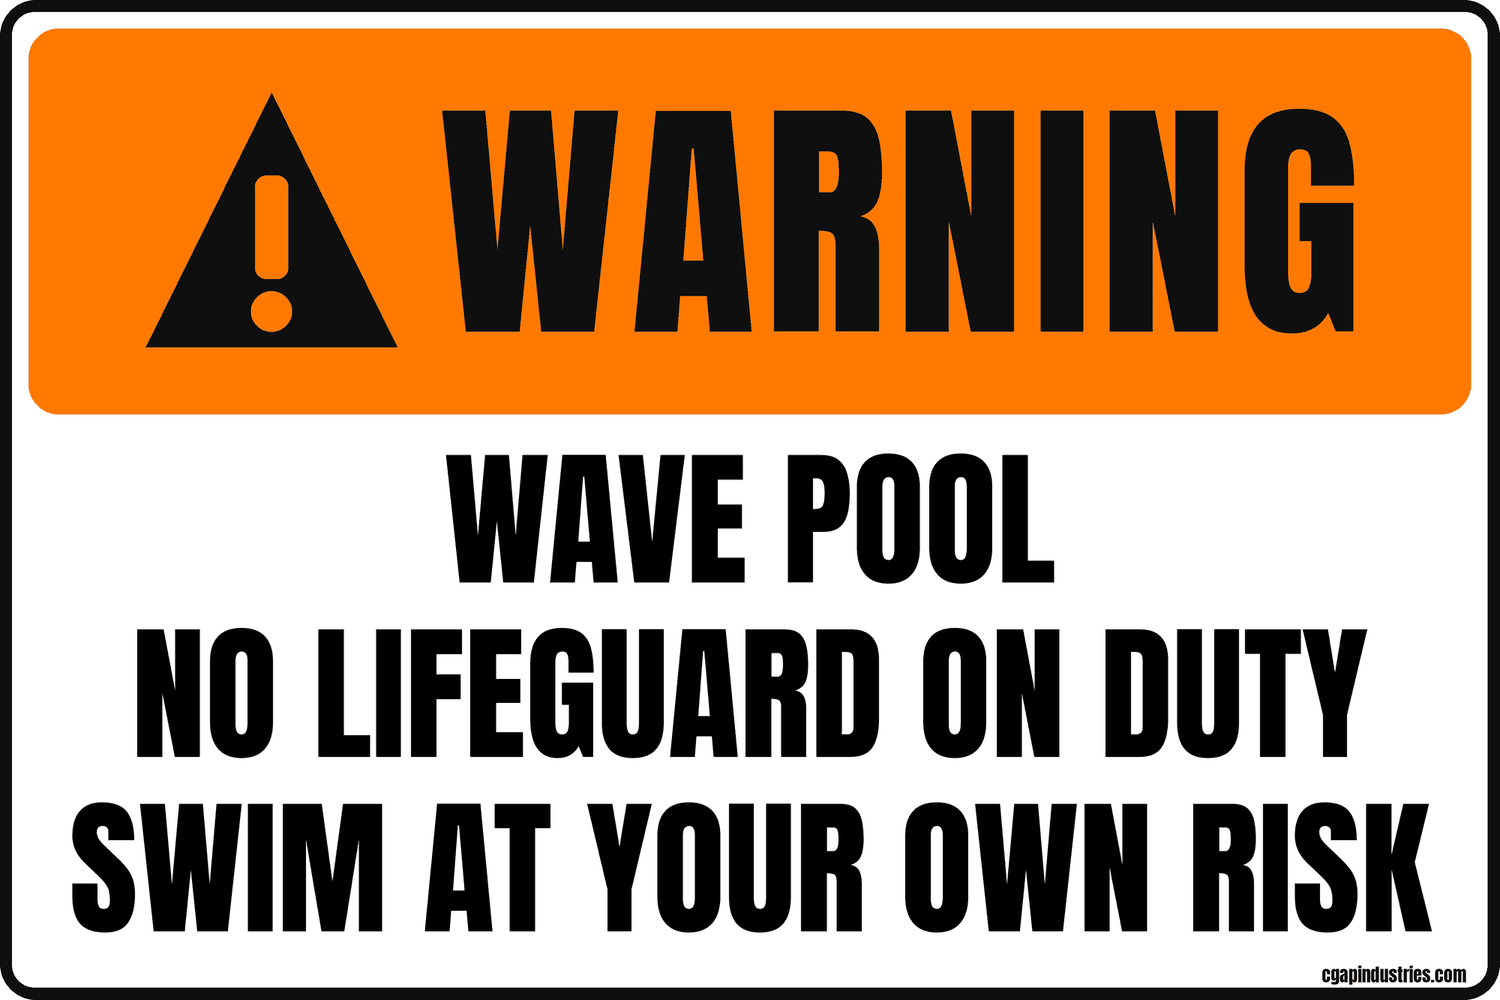 WARNING
WAVE POOL
NO LIFEGUARD ON DUTY
SWIM AT YOUR OWN RISK
cgapindustries.com